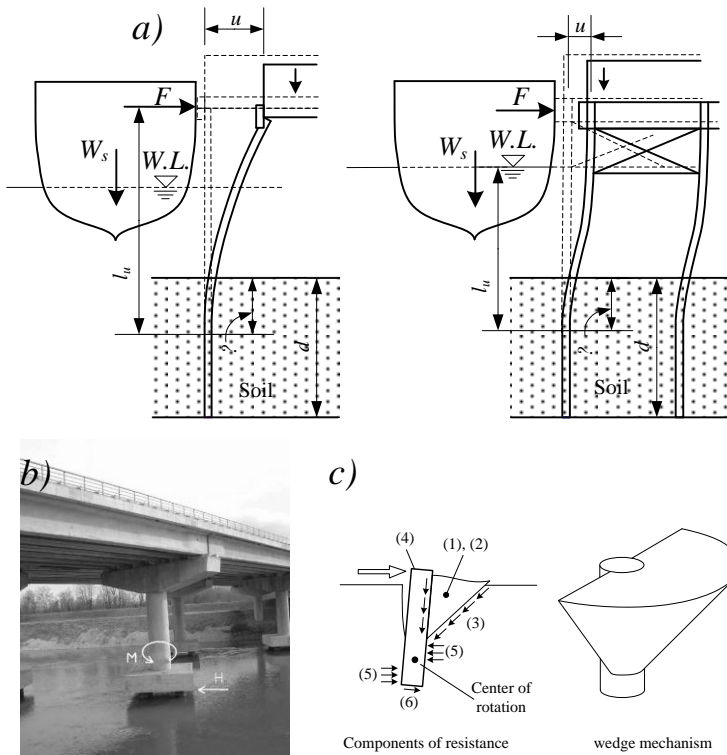 a)
u
F
W_s
W.L.
l_u
?
d
Soil
u
F
W_s
W.L.
l_u
?
d
Soil
b)
M
H
c)
(4)
(1), (2)
(3)
(5)
(5)
(6)
Center of
rotation
Components of resistance
wedge mechanism